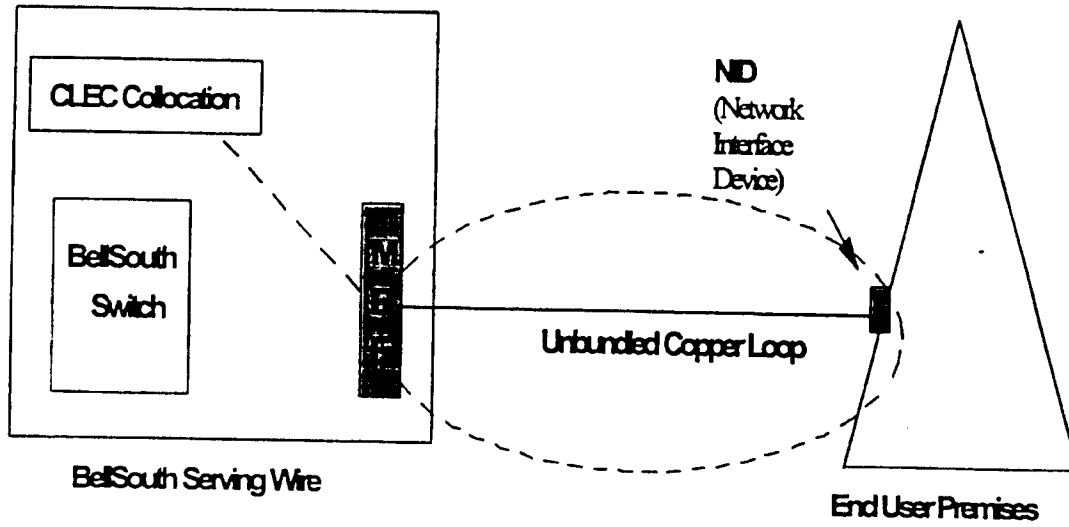 CLEC Collocation
BellSouth
Switch
NID
(Network
Interface
Device)
Unbundled Copper Loop
BellSouth Serving Wire
End User Premises